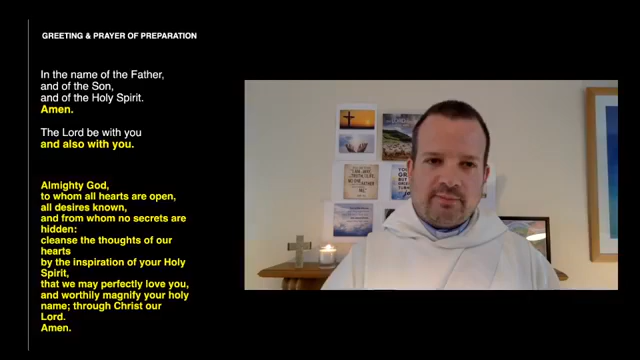 GREETING & PRAYER OF PREPARATION
In the name of the Father,
and of the Son,
and of the Holy Spirit.
Amen.
The Lord be with you
and also with you.
Almighty God,
to whom all hearts are open,
all desires known,
and from whom no secrets are
hidden:
cleanse the thoughts of our
hearts
by the inspiration of your Holy
Spirit,
that we may perfectly love you,
and worthily magnify your holy
name; through Christ our
Lord.
Amen.